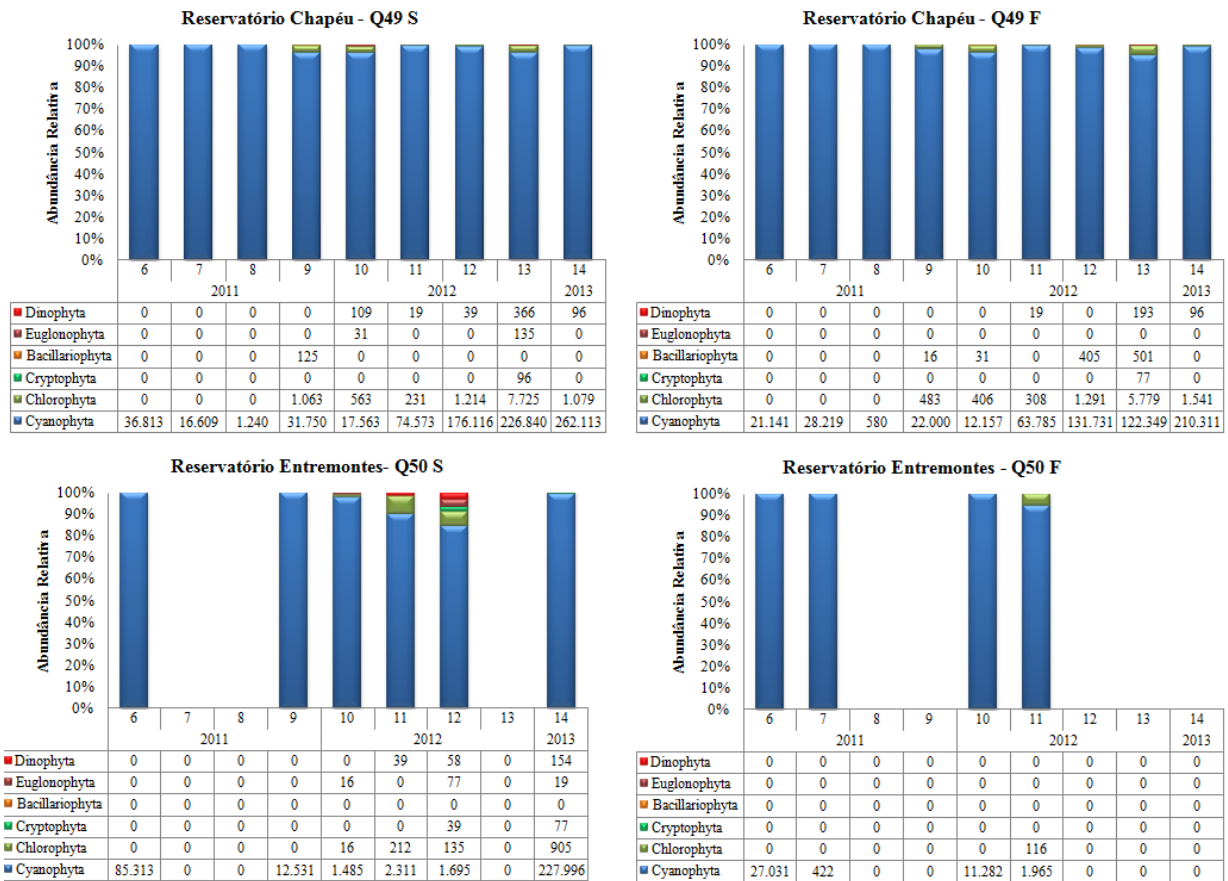 Reservatório Chapéu - Q49 S
100%
90%
80%
70%
60%
50%
40%
30%
20%
10%
0%
Abundância Relativa
6 7 8 9 10 11 12 13 14
2011 2012 2013
Dinophyta 0 0 0 0 109 19 39 366 96
Euglonophyta 0 0 0 0 31 0 0 135 0
Bacillariophyta 0 0 0 125 0 0 0 0 0
Cryptophyta 0 0 0 0 0 0 0 96 0
Chlorophyta 0 0 0 1.063 563 231 1.214 7.725 1.079
Cyanophyta 36.813 16.609 1.240 31.750 17.563 74.573 176.116 226.840 262.113
Reservatório Chapéu - Q49 F
100%
90%
80%
70%
60%
50%
40%
30%
20%
10%
0%
Abundância Relativa
6 7 8 9 10 11 12 13 14
2011 2012 2013
Dinophyta 0 0 0 0 0 19 0 193 96
Euglonophyta 0 0 0 0 0 0 0 0 0
Bacillariophyta 0 0 0 16 31 0 405 501 0
Cryptophyta 0 0 0 0 0 0 0 77 0
Chlorophyta 0 0 0 483 406 308 1.291 5.779 1.541
Cyanophyta 21.141 28.219 580 22.000 12.157 63.785 131.731 122.349 210.311
Reservatório Entremontes- Q50 S
100%
90%
80%
70%
60%
50%
40%
30%
20%
10%
0%
Abundância Relativa
6 7 8 9 10 11 12 13 14
2011 2012 2013
Dinophyta 0 0 0 0 0 39 58 0 154
Euglonophyta 0 0 0 0 16 0 77 0 19
Bacillariophyta 0 0 0 0 0 0 0 0 0
Cryptophyta 0 0 0 0 0 0 39 0 77
Chlorophyta 0 0 0 0 16 212 135 0 905
Cyanophyta 85.313 0 0 12.531 1.485 2.311 1.695 0 227.996
Reservatório Entremontes - Q50 F
100%
90%
80%
70%
60%
50%
40%
30%
20%
10%
0%
Abundância Relativa
6 7 8 9 10 11 12 13 14
2011 2012 2013
Dinophyta 0 0 0 0 0 0 0 0 0
Euglonophyta 0 0 0 0 0 0 0 0 0
Bacillariophyta 0 0 0 0 0 0 0 0 0
Cryptophyta 0 0 0 0 0 0 0 0 0
Chlorophyta 0 0 0 0 0 116 0 0 0
Cyanophyta 27.031 422 0 0 11.282 1.965 0 0 0